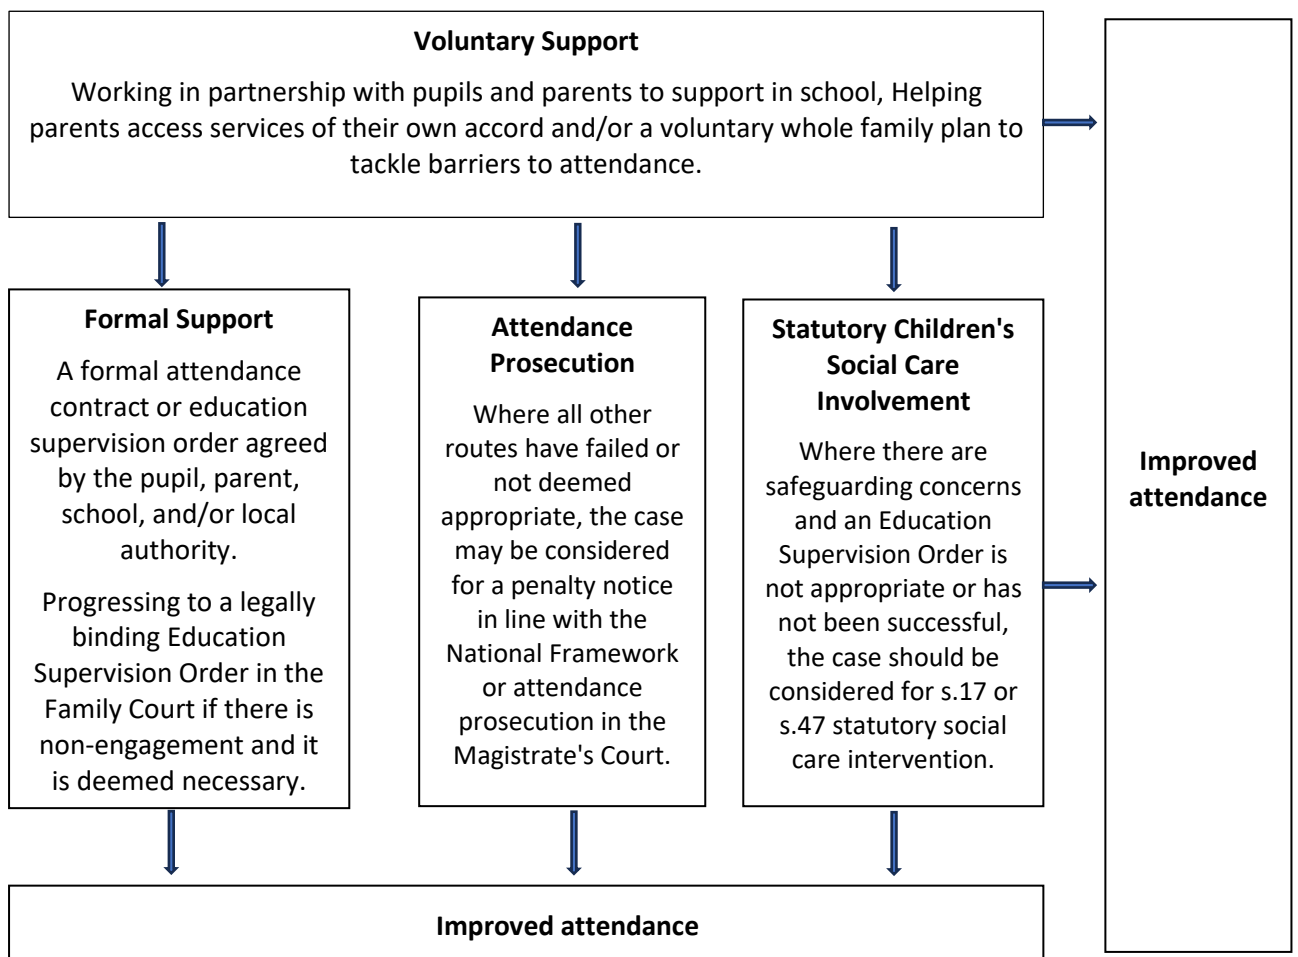 Voluntary Support
Working in partnership with pupils and parents to support in school, Helping
parents access services of their own accord and/or a voluntary whole family plan to
tackle barriers to attendance.
Formal Support
A formal attendance
contract or education
supervision order agreed
by the pupil, parent,
school, and/or local
authority.
Progressing to a legally
binding Education
Supervision Order in the
Family Court if there is
non-engagement and it
is deemed necessary.
Attendance
Prosecution
Where all other
routes have failed or
not deemed
appropriate, the case
may be considered
for a penalty notice
in line with the
National Framework
or attendance
prosecution in the
Magistrate's Court.
Statutory Children's
Social Care
Involvement
Where there are
safeguarding concerns
and an Education
Supervision Order is
not appropriate or has
not been successful,
the case should be
considered for s.17 or
s.47 statutory social
care intervention.
Improved
attendance
Improved attendance